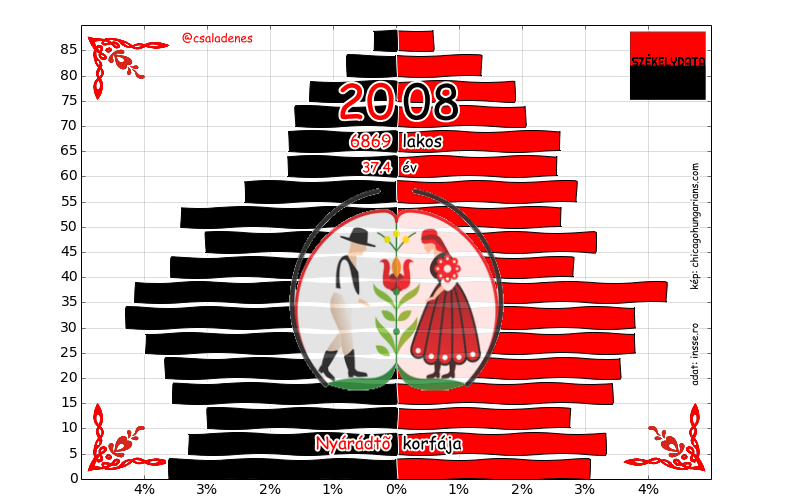 @csaladenes
SZÉKELYDATA
2008
6869 lakos
37.4 év
kép: chicagohungarians.com
adat: insse.ro
Nyárádtő korfája
85
80
75
70
65
60
55
50
45
40
35
30
25
20
15
10
5
0
4% 3% 2% 1% 0% 1% 2% 3% 4%